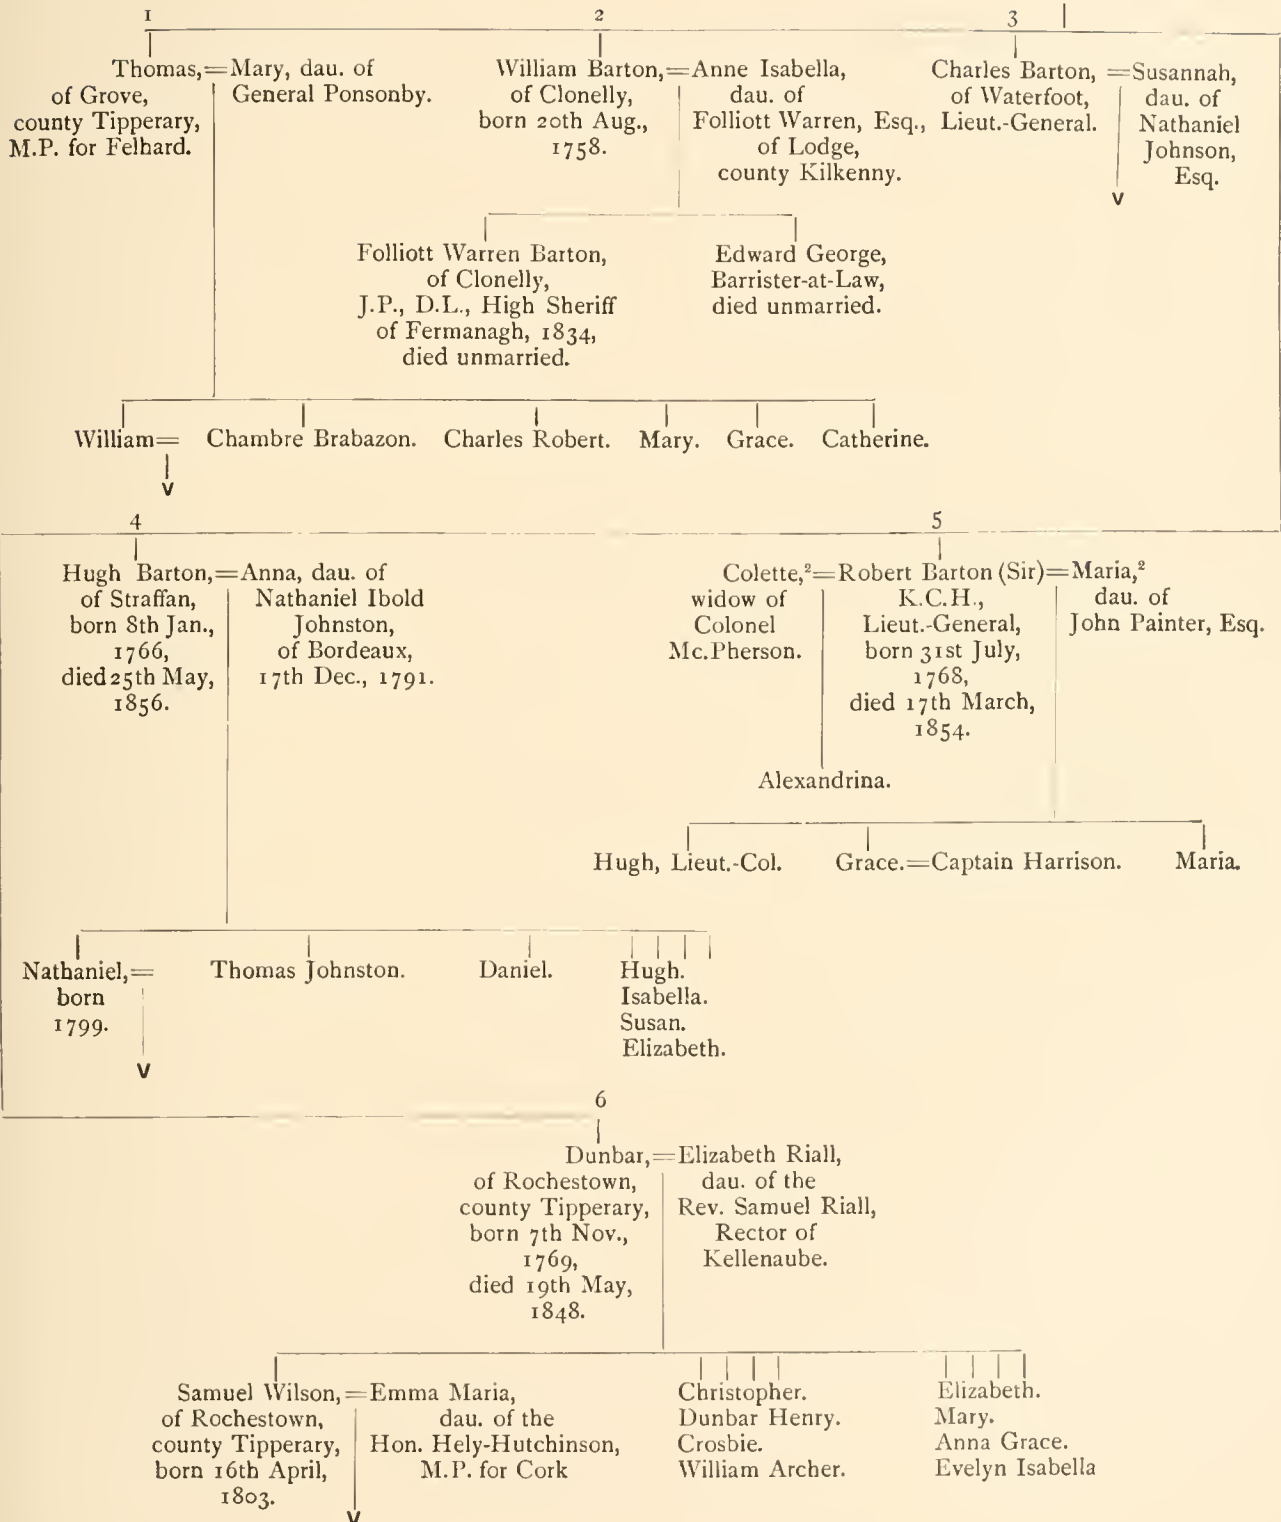 1
2
3
Thomas,=Mary, dau. of
of Grove, General Ponsonby.
county Tipperary,
M.P. for Felhard.
William Barton,=Anne Isabella,
of Clonelly, dau. of
born 20th Aug., Folliott Warren, Esq.,
1758. of Lodge,
county Kilkenny.
Charles Barton, =Susannah,
of Waterfoot, dau. of
Lieut.-General. Nathaniel
Johnson,
Esq.
Folliott Warren Barton,
of Clonelly,
J.P., D.L., High Sheriff
of Fermanagh, 1834,
died unmarried.
Edward George,
Barrister-at-Law,
died unmarried.
William= Chambre Brabazon. Charles Robert. Mary. Grace. Catherine.
4
5
Hugh Barton,=Anna, dau. of
of Straffan, Nathaniel Ibold
born 8th Jan., Johnston,
1766, of Bordeaux,
died 25th May, 17th Dec., 1791.
1856.
Colette,²=Robert Barton (Sir)=Maria,²
widow of K.C.H., dau. of
Colonel Lieut.-General, John Painter, Esq.
Mc.Pherson. born 31st July,
1768,
died 17th March,
1854.
Alexandrina.
Hugh, Lieut.-Col. Grace.=Captain Harrison. Maria.
Nathaniel,=
born
1799.
Thomas Johnston.
Daniel.
Hugh.
Isabella.
Susan.
Elizabeth.
6
Dunbar,=Elizabeth Riall,
of Rochestown, dau. of the
county Tipperary, Rev. Samuel Riall,
born 7th Nov., Rector of
1769, Kellenaube.
died 19th May,
1848.
Samuel Wilson,=Emma Maria,
of Rochestown, dau. of the
county Tipperary, Hon. Hely-Hutchinson,
born 16th April, M.P. for Cork
1803.
Christopher.
Dunbar Henry.
Crosbie.
William Archer.
Elizabeth.
Mary.
Anna Grace.
Evelyn Isabella